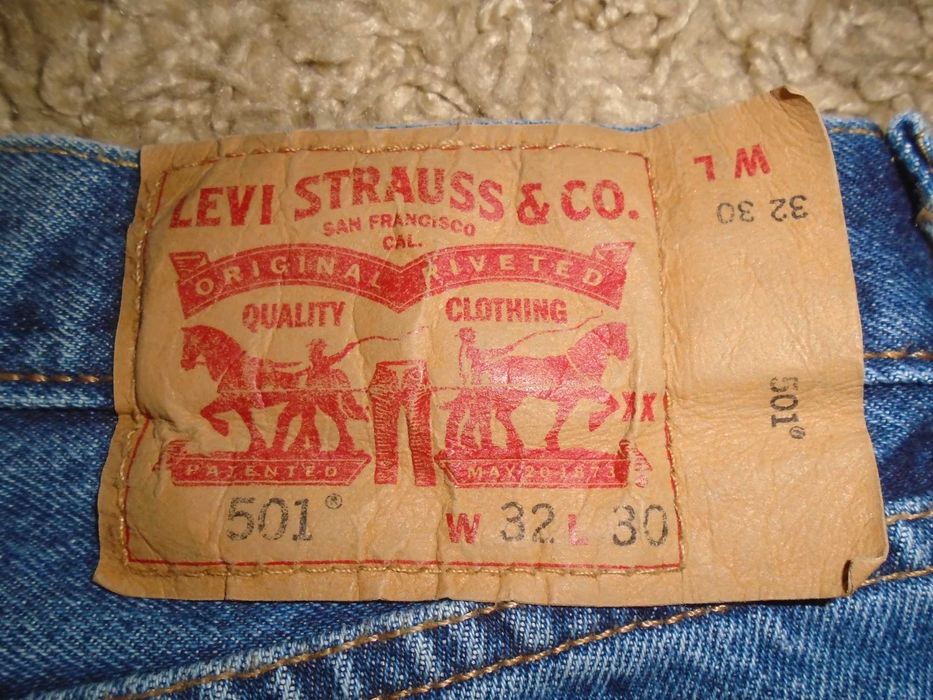 LEVI STRAUSS & CO.
SAN FRANCISCO
CAL.
ORIGINAL RIVETED
QUALITY CLOTHING
XX
PATENTED MAY 20 1873
501® W 32 L 30
W L
32 30
501®